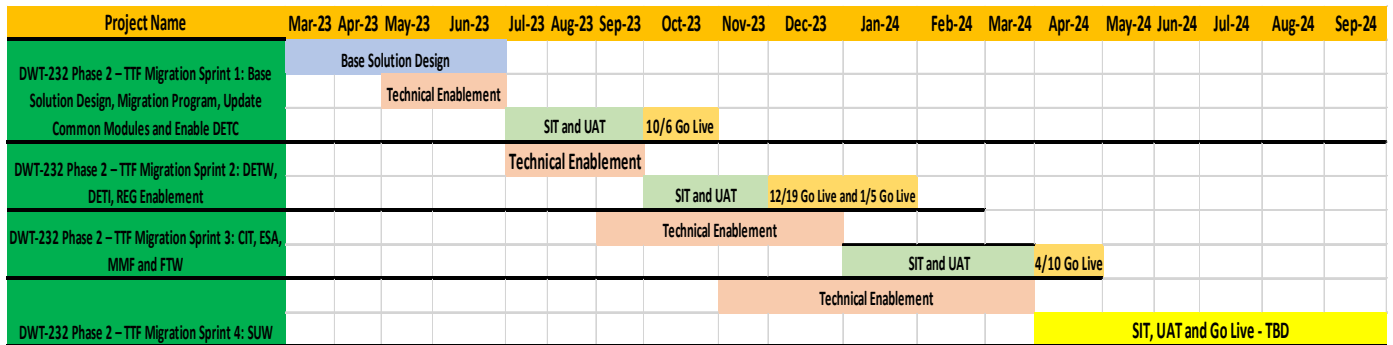 Project Name Mar-23 Apr-23 May-23 Jun-23 Jul-23 Aug-23 Sep-23 Oct-23 Nov-23 Dec-23 Jan-24 Feb-24 Mar-24 Apr-24 May-24 Jun-24 Jul-24 Aug-24 Sep-24
DWT-232 Phase 2 – TTF Migration Sprint 1: Base
Solution Design, Migration Program, Update
Common Modules and Enable DETC
Base Solution Design
Technical Enablement
SIT and UAT 10/6 Go Live
DWT-232 Phase 2 – TTF Migration Sprint 2: DETW,
DETI, REG Enablement
Technical Enablement
SIT and UAT 12/19 Go Live and 1/5 Go Live
DWT-232 Phase 2 – TTF Migration Sprint 3: CIT, ESA,
MMF and FTW
Technical Enablement
SIT and UAT 4/10 Go Live
Technical Enablement
DWT-232 Phase 2 – TTF Migration Sprint 4: SUW SIT, UAT and Go Live - TBD